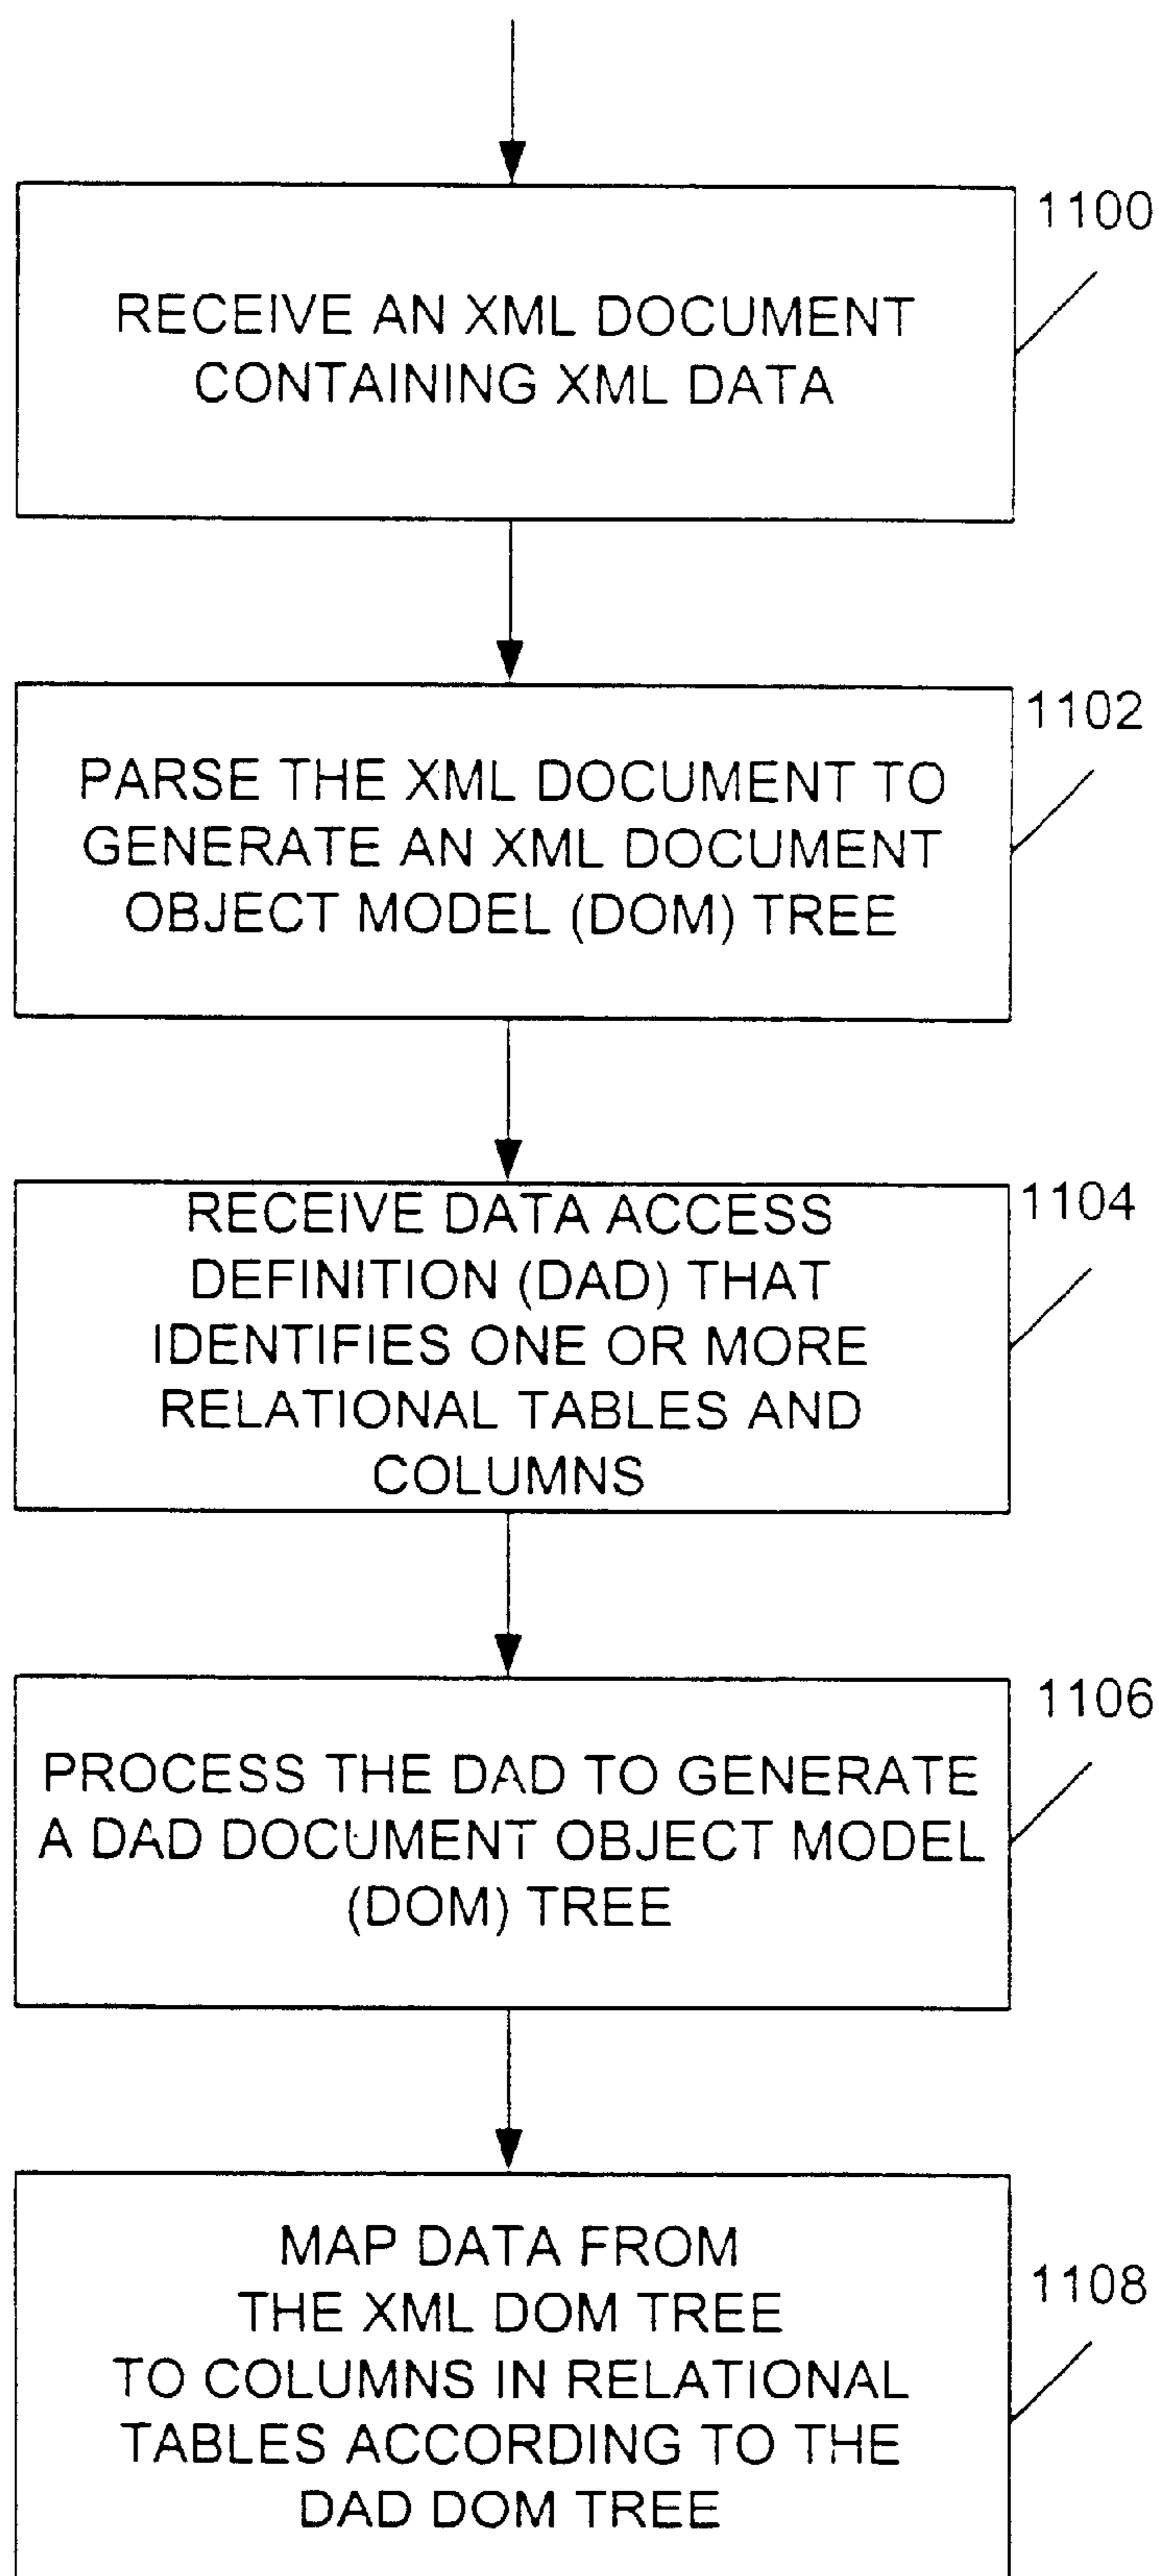 1100
RECEIVE AN XML DOCUMENT
CONTAINING XML DATA
1102
PARSE THE XML DOCUMENT TO
GENERATE AN XML DOCUMENT
OBJECT MODEL (DOM) TREE
1104
RECEIVE DATA ACCESS
DEFINITION (DAD) THAT
IDENTIFIES ONE OR MORE
RELATIONAL TABLES AND
COLUMNS
1106
PROCESS THE DAD TO GENERATE
A DAD DOCUMENT OBJECT MODEL
(DOM) TREE
1108
MAP DATA FROM
THE XML DOM TREE
TO COLUMNS IN RELATIONAL
TABLES ACCORDING TO THE
DAD DOM TREE